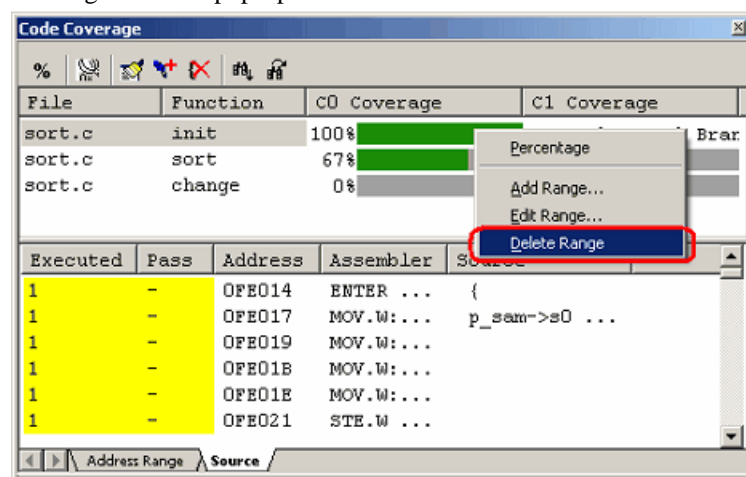 Code Coverage
%
File Function C0 Coverage C1 Coverage
sort.c init 100% Bran
sort.c sort 67%
sort.c change 0%
Percentage
Add Range...
Edit Range...
Delete Range
Executed Pass Address Assembler Source
1 - 0FE014 ENTER ... {
1 - 0FE017 MOV.W:... p_sam->s0 ...
1 - 0FE019 MOV.W:...
1 - 0FE01B MOV.W:...
1 - 0FE01E MOV.W:...
1 - 0FE021 STE.W ...
Address Range Source